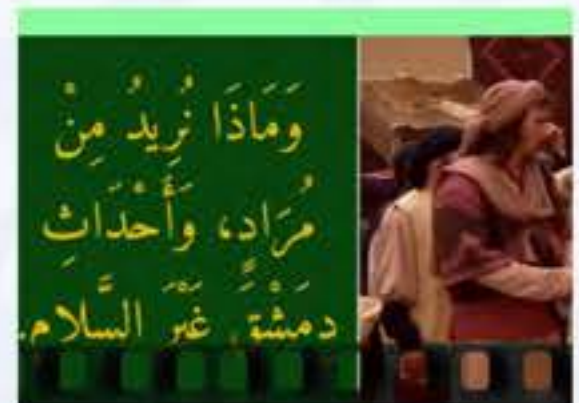 وَمَاذَا نُرِيدُ مِنْ
مُرَادٍ، وَأَحْدَاثِ
دِمَشْقَ غَيْرَ السَّلَام.